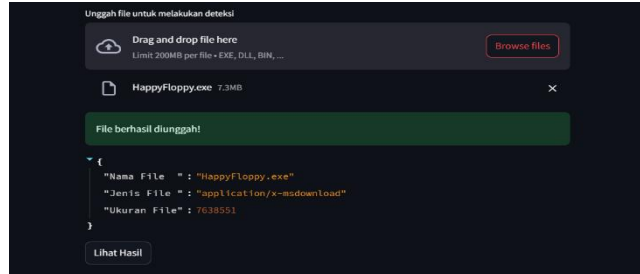 Unggah file untuk melakukan deteksi
Drag and drop file here
Limit 200MB per file • EXE, DLL, BIN, ...
Browse files
HappyFloppy.exe 7.3MB
File berhasil diunggah!
{
"Nama File  " : "HappyFloppy.exe"
"Jenis File " : "application/x-msdownload"
"Ukuran File" : 7638551
}
Lihat Hasil